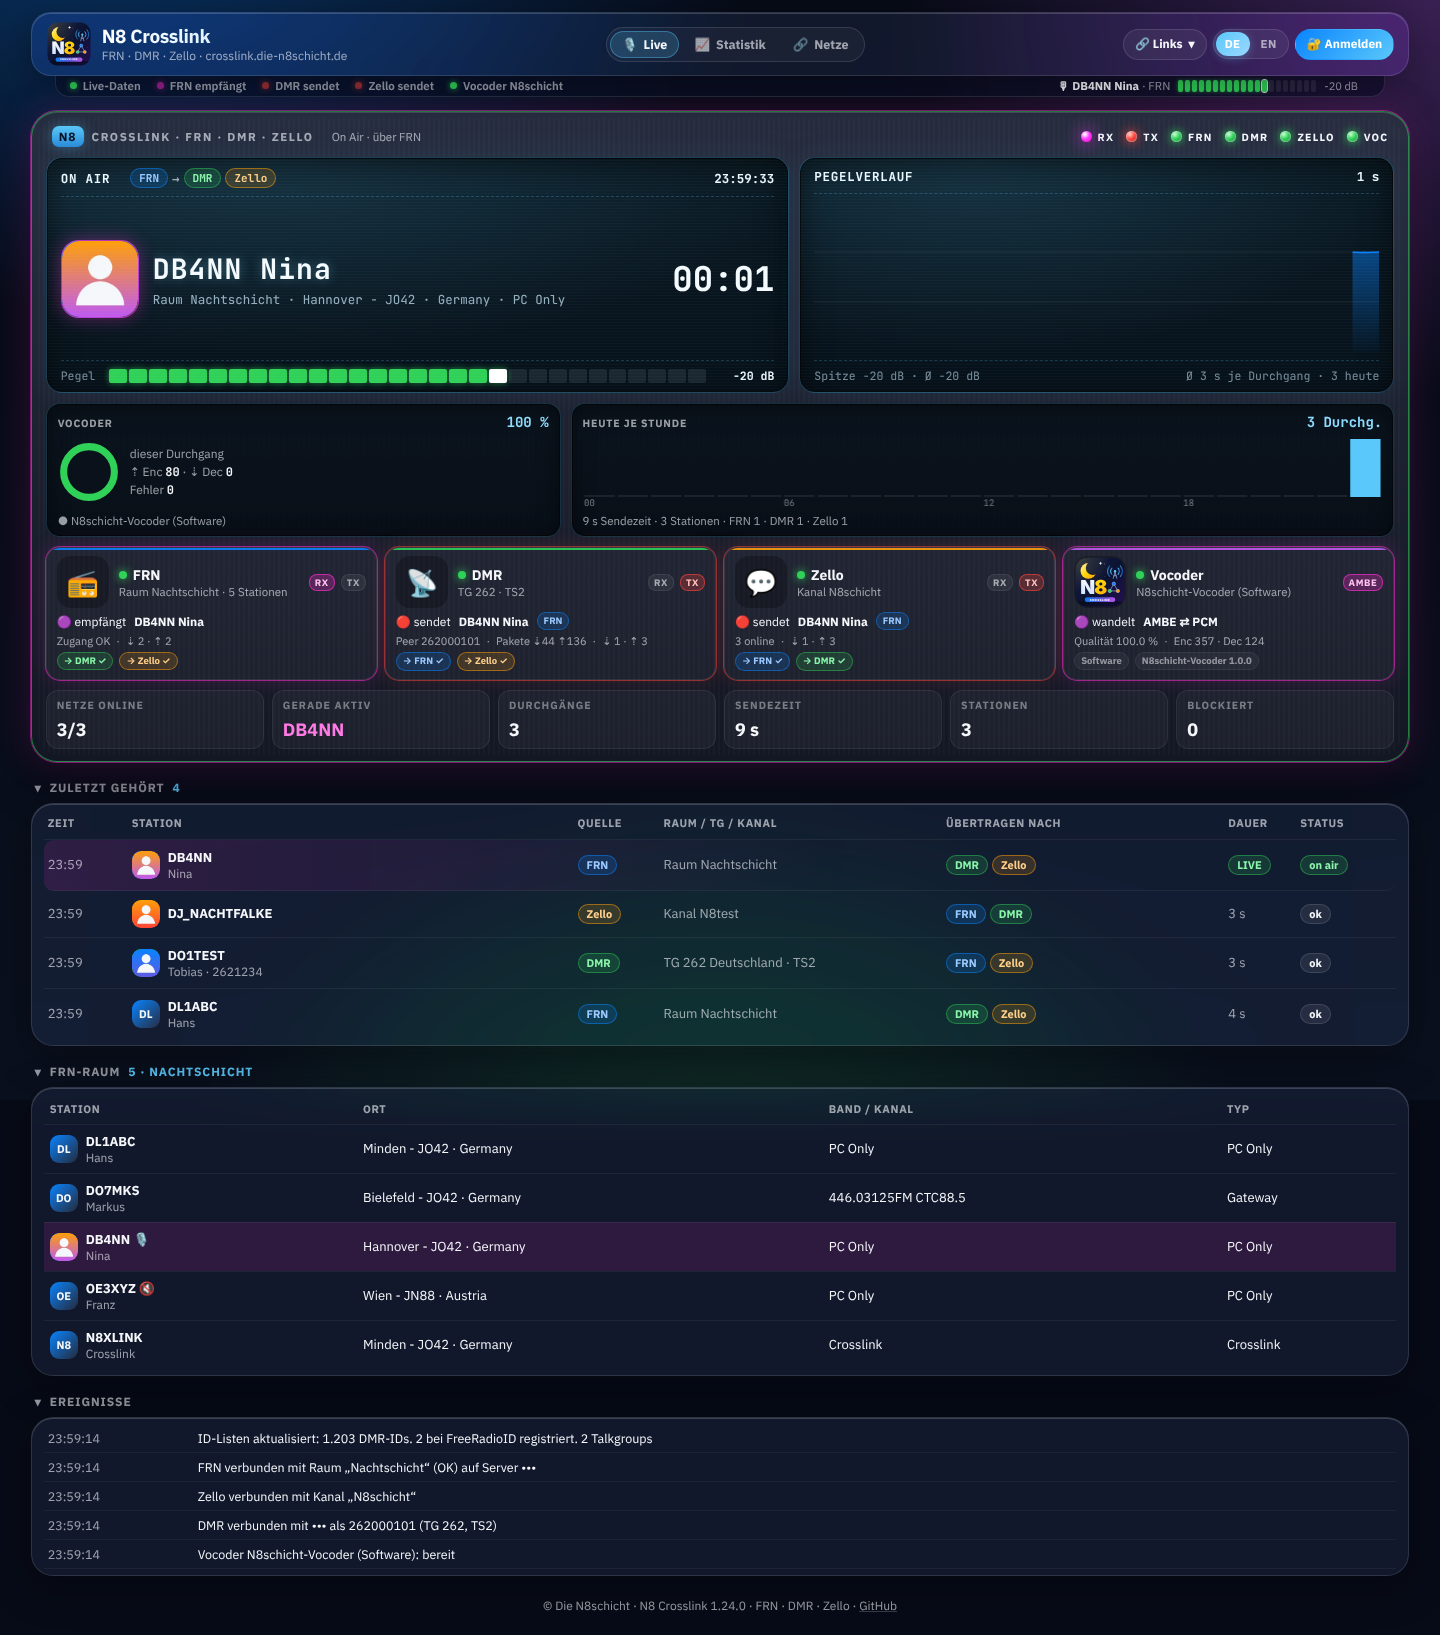 N8 Crosslink
FRN · DMR · Zello · crosslink.die-n8schicht.de
Live Statistik Netze
Links ▾ DE EN Anmelden
Live-Daten FRN empfängt DMR sendet Zello sendet Vocoder N8schicht
DB4NN Nina · FRN -20 dB
N8 CROSSLINK · FRN · DMR · ZELLO On Air · über FRN
RX TX FRN DMR ZELLO VOC
ON AIR FRN → DMR Zello 23:59:33
DB4NN Nina
Raum Nachtschicht · Hannover - JO42 · Germany · PC Only
00:01
Pegel -20 dB
PEGELVERLAUF 1 s
Spitze -20 dB · Ø -20 dB Ø 3 s je Durchgang · 3 heute
VOCODER 100 %
dieser Durchgang
↑ Enc 80 · ↓ Dec 0
Fehler 0
N8schicht-Vocoder (Software)
HEUTE JE STUNDE 3 Durchg.
00 06 12 18
9 s Sendezeit · 3 Stationen · FRN 1 · DMR 1 · Zello 1
FRN RX TX
Raum Nachtschicht · 5 Stationen
empfängt DB4NN Nina
Zugang OK · ↓ 2 · ↑ 2
→ DMR ✓ → Zello ✓
DMR RX TX
TG 262 · TS2
sendet DB4NN Nina FRN
Peer 262000101 · Pakete ↓44 ↑136 · ↓ 1 · ↑ 3
→ FRN ✓ → Zello ✓
Zello RX TX
Kanal N8schicht
sendet DB4NN Nina FRN
3 online · ↓ 1 · ↑ 3
→ FRN ✓ → DMR ✓
N8
Vocoder AMBE
N8schicht-Vocoder (Software)
wandelt AMBE ⇄ PCM
Qualität 100.0 % · Enc 357 · Dec 124
Software N8schicht-Vocoder 1.0.0
NETZE ONLINE
3/3
GERADE AKTIV
DB4NN
DURCHGÄNGE
3
SENDEZEIT
9 s
STATIONEN
3
BLOCKIERT
0
▾ ZULETZT GEHÖRT 4
ZEIT STATION QUELLE RAUM / TG / KANAL ÜBERTRAGEN NACH DAUER STATUS
23:59 DB4NN FRN Raum Nachtschicht DMR Zello LIVE on air
Nina
23:59 DJ_NACHTFALKE Zello Kanal N8test FRN DMR 3 s ok
23:59 DO1TEST DMR TG 262 Deutschland · TS2 FRN Zello 3 s ok
Tobias · 2621234
23:59 DL DL1ABC FRN Raum Nachtschicht DMR Zello 4 s ok
Hans
▾ FRN-RAUM 5 · NACHTSCHICHT
STATION ORT BAND / KANAL TYP
DL DL1ABC Minden - JO42 · Germany PC Only PC Only
Hans
DO DO7MKS Bielefeld - JO42 · Germany 446.03125FM CTC88.5 Gateway
Markus
DB4NN Hannover - JO42 · Germany PC Only PC Only
Nina
OE OE3XYZ Wien - JN88 · Austria PC Only PC Only
Franz
N8 N8XLINK Minden - JO42 · Germany Crosslink Crosslink
Crosslink
▾ EREIGNISSE
23:59:14 ID-Listen aktualisiert: 1.203 DMR-IDs, 2 bei FreeRadioID registriert, 2 Talkgroups
23:59:14 FRN verbunden mit Raum „Nachtschicht“ (OK) auf Server •••
23:59:14 Zello verbunden mit Kanal „N8schicht“
23:59:14 DMR verbunden mit ••• als 262000101 (TG 262, TS2)
23:59:14 Vocoder N8schicht-Vocoder (Software): bereit
© Die N8schicht · N8 Crosslink 1.24.0 · FRN · DMR · Zello · GitHub